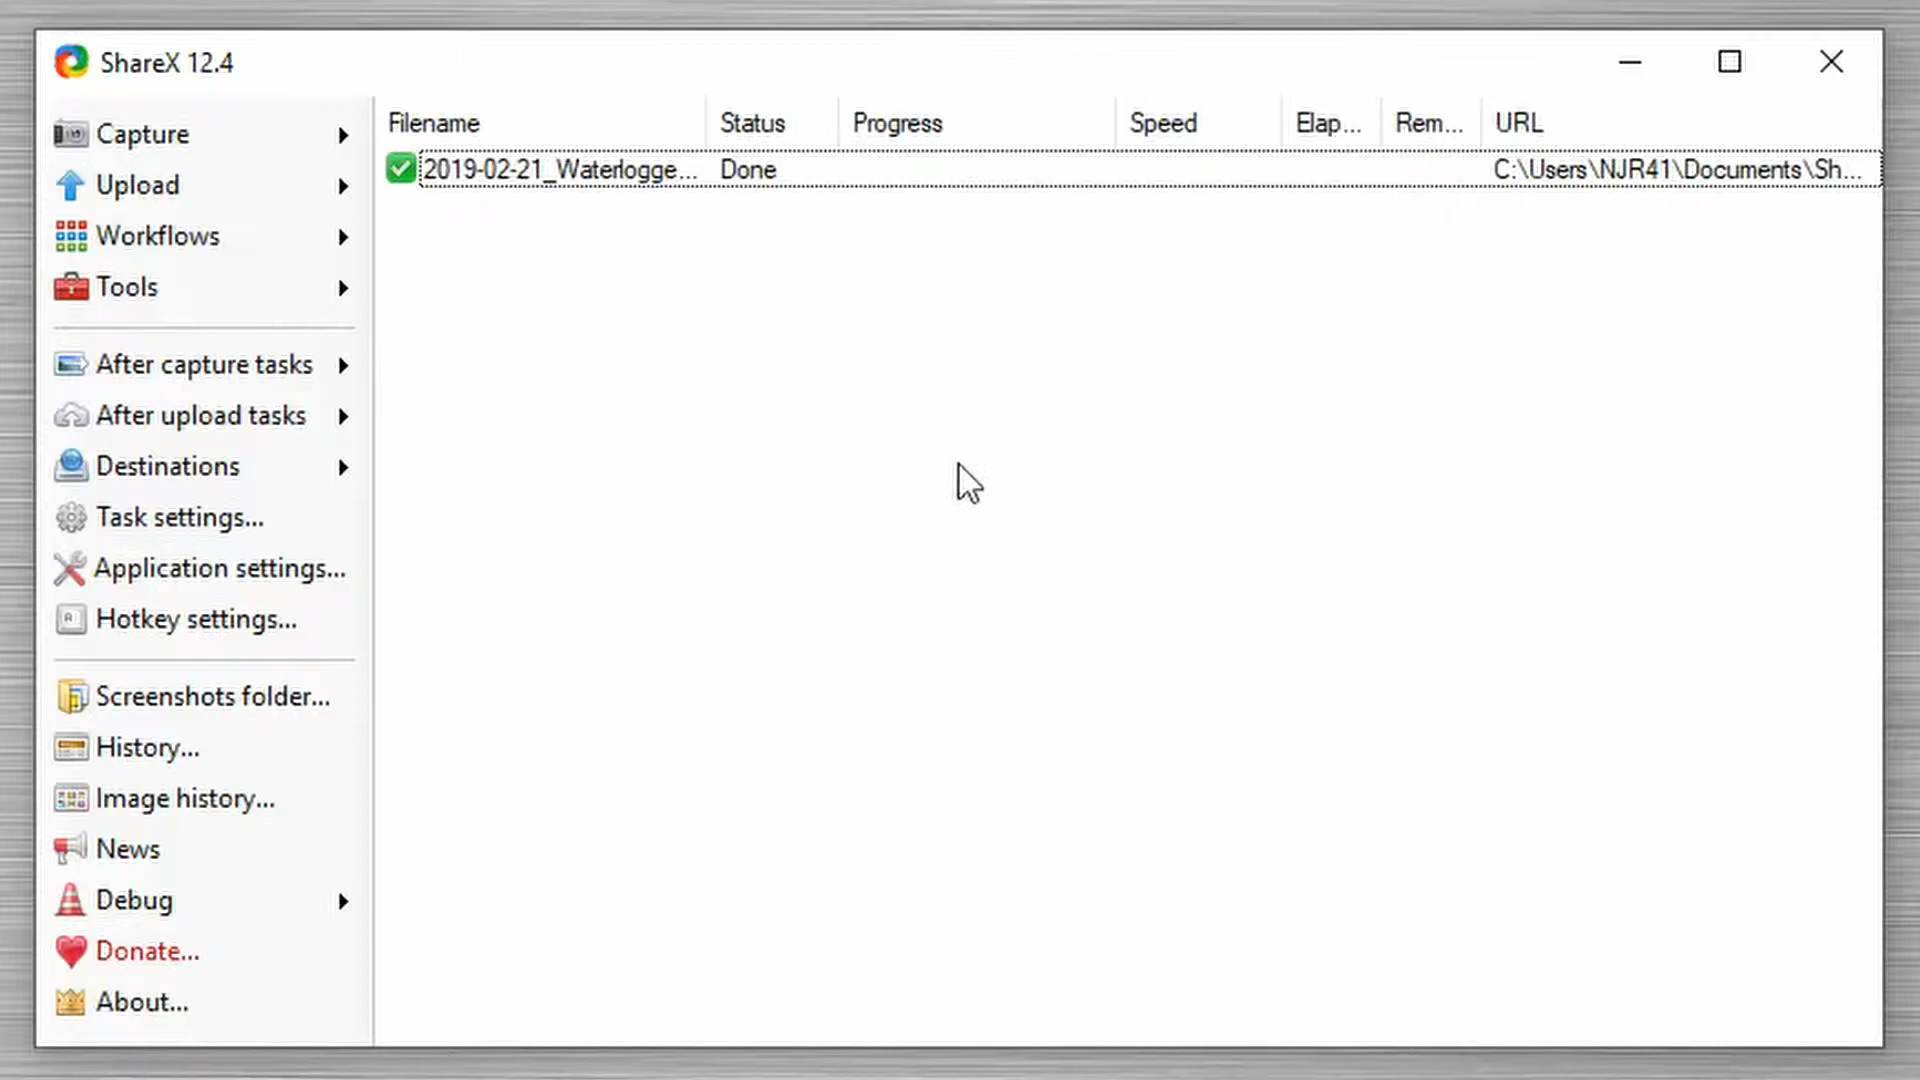 ShareX 12.4
Capture
Upload
Workflows
Tools
After capture tasks
After upload tasks
Destinations
Task settings...
Application settings...
Hotkey settings...
Screenshots folder...
History...
Image history...
News
Debug
Donate...
About...
Filename Status Progress Speed Elap... Rem... URL
2019-02-21_Waterlogge... Done C:\Users\NJR41\Documents\Sh...